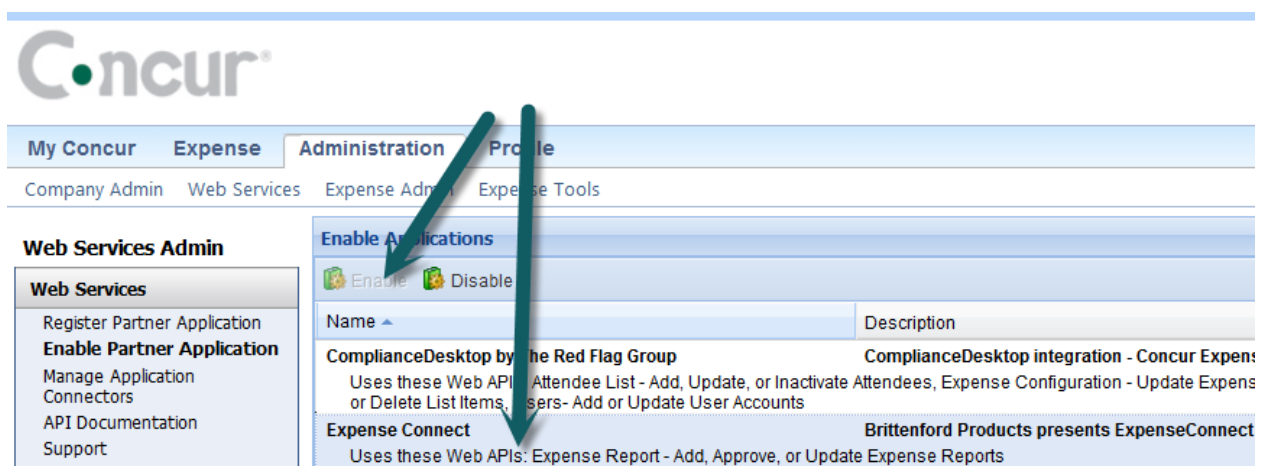 Concur®
My Concur Expense Administration Profile
Company Admin Web Services Expense Admin Expense Tools
Web Services Admin
Web Services
Register Partner Application
Enable Partner Application
Manage Application
Connectors
API Documentation
Support
Enable Applications
Enable Disable
Name Description
ComplianceDesktop by The Red Flag Group ComplianceDesktop integration - Concur Expens
Uses these Web APIs: Attendee List - Add, Update, or Inactivate Attendees, Expense Configuration - Update Expens
or Delete List Items, Users- Add or Update User Accounts
Expense Connect Brittenford Products presents ExpenseConnect
Uses these Web APIs: Expense Report - Add, Approve, or Update Expense Reports